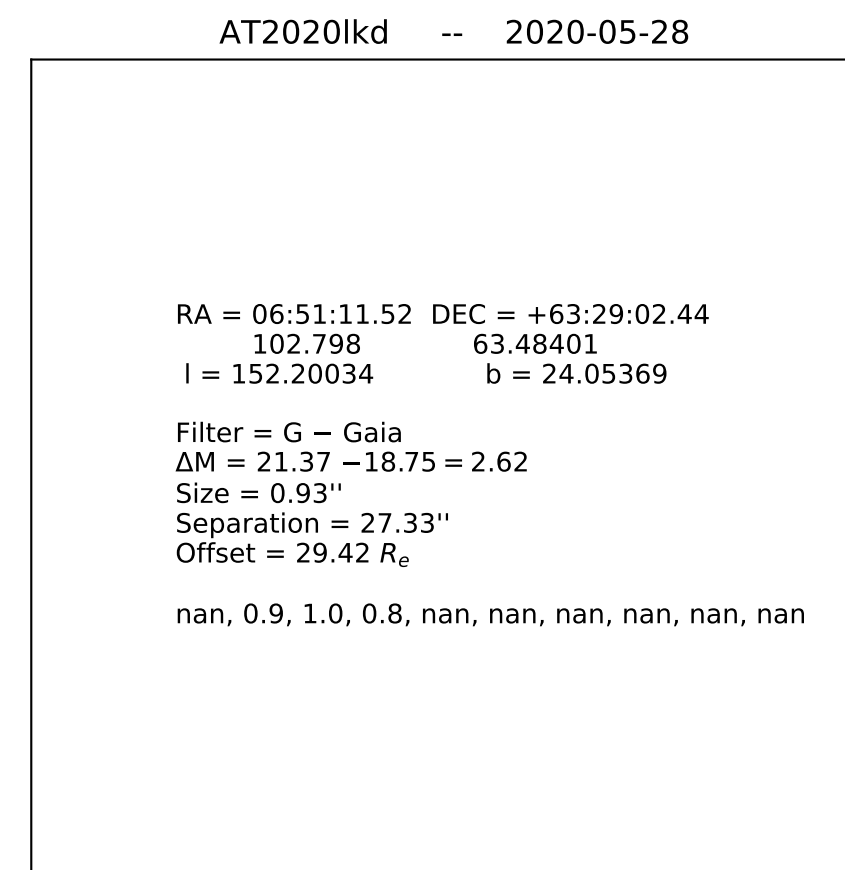 AT2020lkd -- 2020-05-28
RA = 06:51:11.52 DEC = +63:29:02.44
102.798 63.48401
l = 152.20034 b = 24.05369
Filter = G − Gaia
ΔM = 21.37 −18.75 = 2.62
Size = 0.93''
Separation = 27.33''
Offset = 29.42 Re
nan, 0.9, 1.0, 0.8, nan, nan, nan, nan, nan, nan